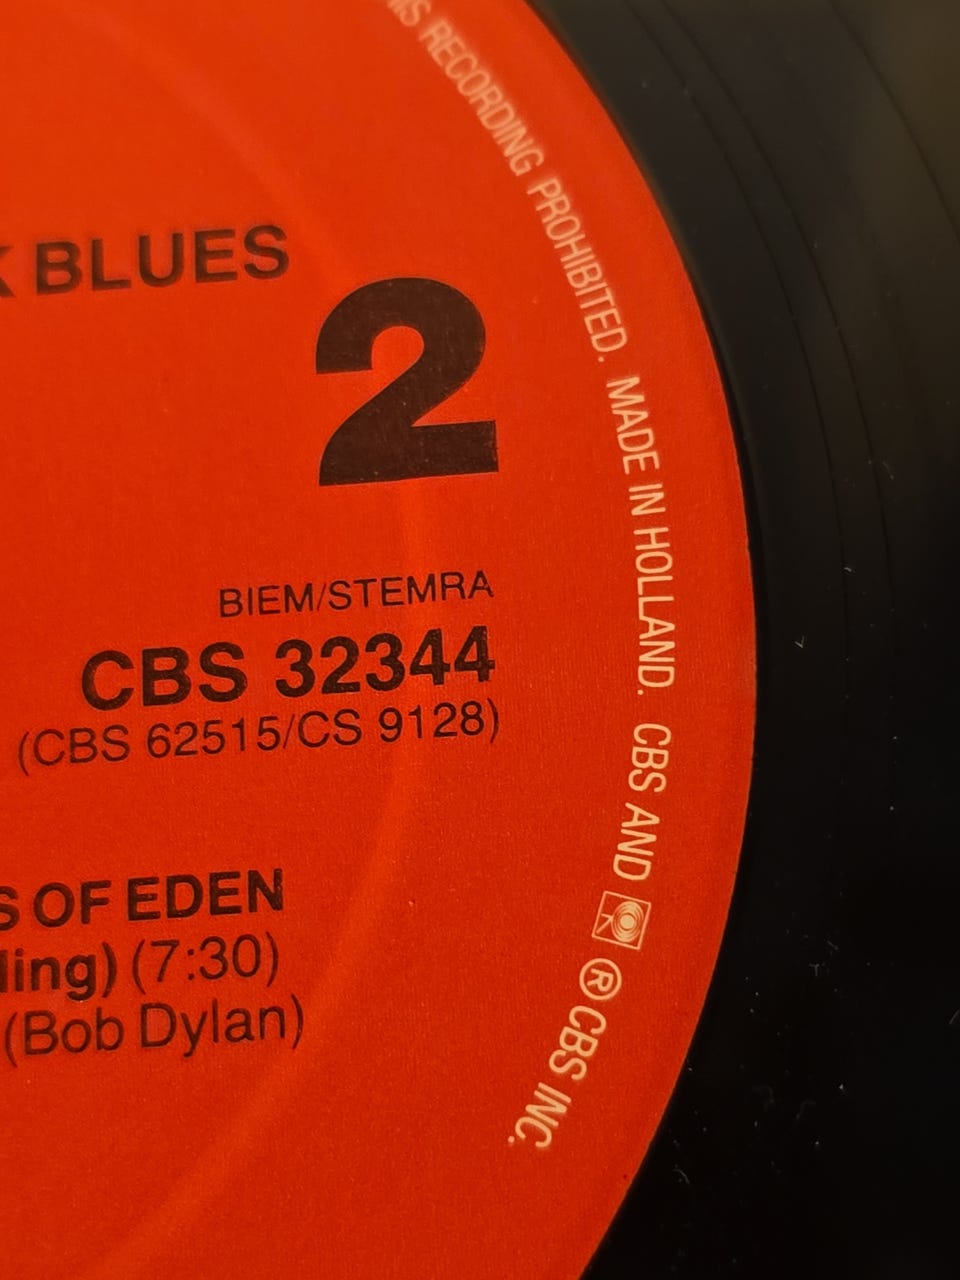 K BLUES
2
BIEM/STEMRA
CBS 32344
(CBS 62515/CS 9128)
S OF EDEN
ling) (7:30)
(Bob Dylan)
IS RECORDING PROHIBITED. MADE IN HOLLAND. CBS AND ® CBS INC.